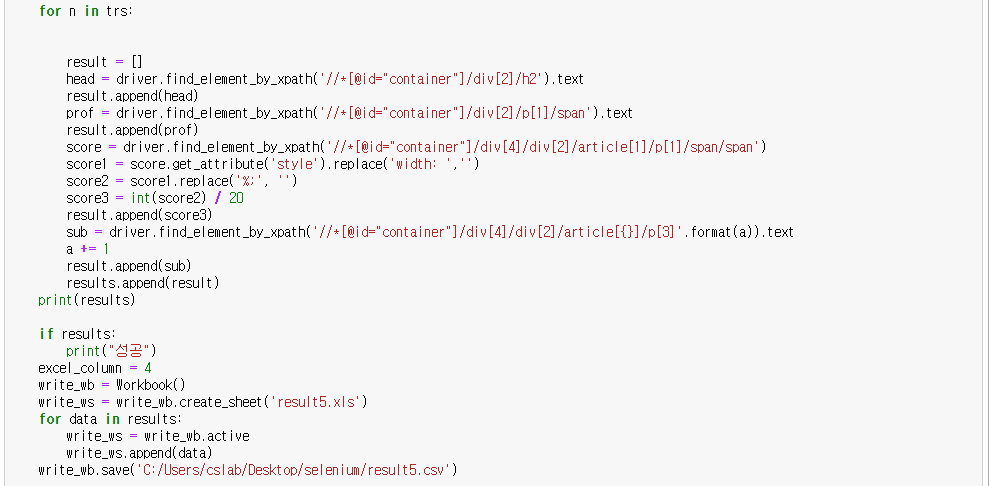 for n in trs:
result = []
head = driver.find_element_by_xpath('//*[@id="container"]/div[2]/h2').text
result.append(head)
prof = driver.find_element_by_xpath('//*[@id="container"]/div[2]/p[1]/span').text
result.append(prof)
score = driver.find_element_by_xpath('//*[@id="container"]/div[4]/div[2]/article[1]/p[1]/span/span')
score1 = score.get_attribute('style').replace('width: ','')
score2 = score1.replace('%;', '')
score3 = int(score2) / 20
result.append(score3)
sub = driver.find_element_by_xpath('//*[@id="container"]/div[4]/div[2]/article[{}]/p[3]'.format(a)).text
a += 1
result.append(sub)
results.append(result)
print(results)
if results:
print("성공")
excel_column = 4
write_wb = Workbook()
write_ws = write_wb.create_sheet('result5.xls')
for data in results:
write_ws = write_wb.active
write_ws.append(data)
write_wb.save('C:/Users/cslab/Desktop/selenium/result5.csv')